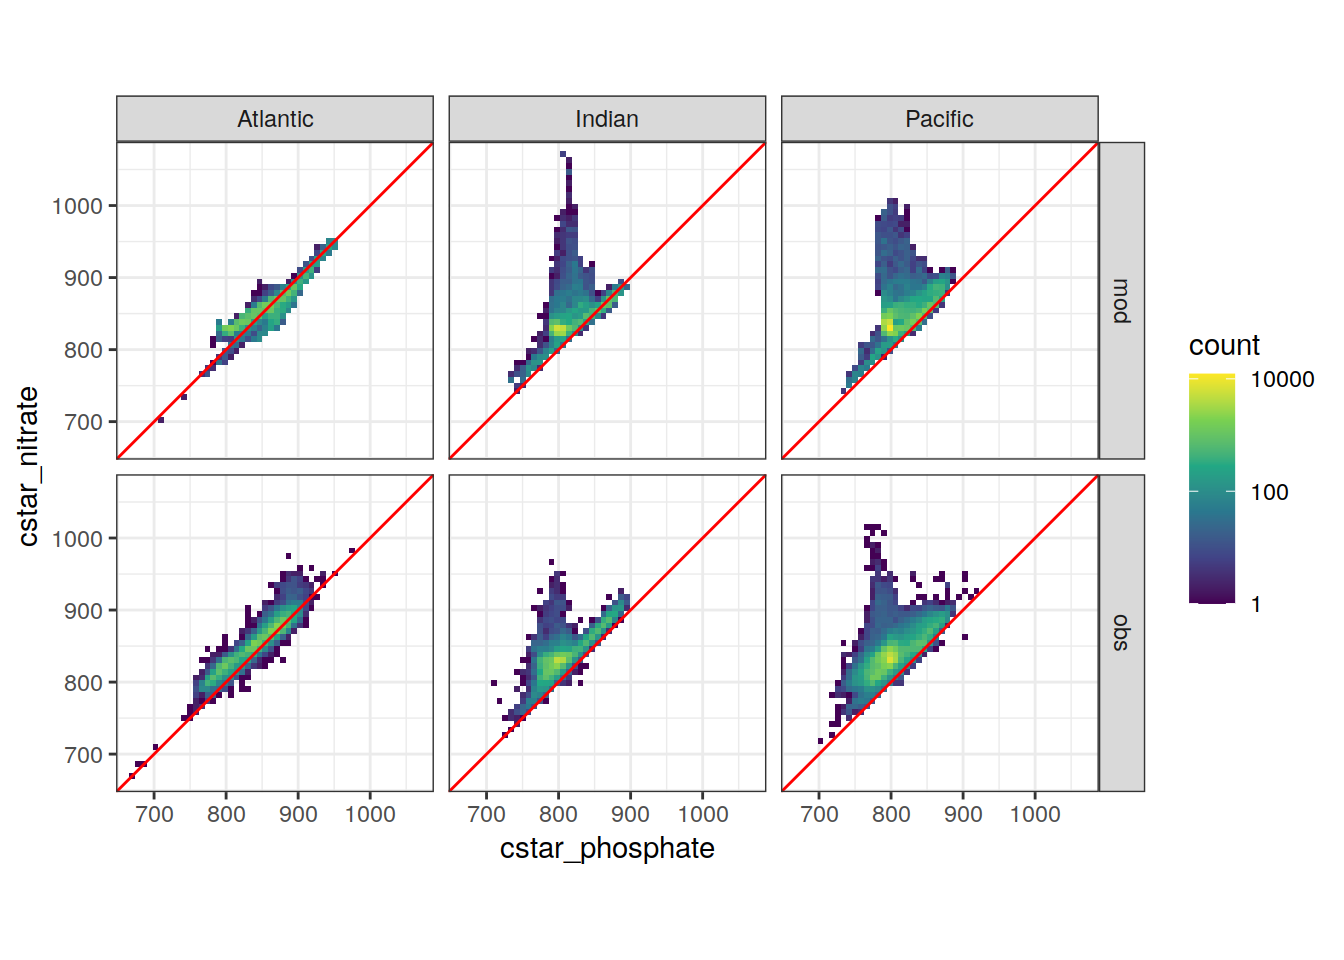 Atlantic Indian Pacific
1000
900
800
700
mod
cstar_nitrate
1000
900
800
700
obs
700 800 900 1000 700 800 900 1000 700 800 900 1000
cstar_phosphate
count
10000
100
1